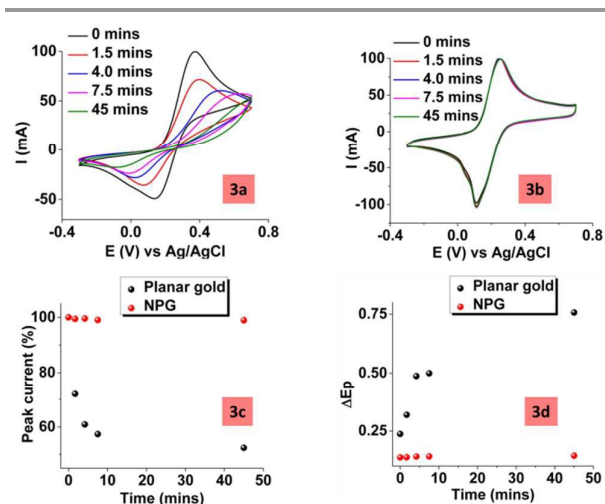 0 mins
1.5 mins
4.0 mins
7.5 mins
45 mins
100
50
0
-50
I (mA)
3a
-0.4 0.0 0.4 0.8
E (V) vs Ag/AgCl
0 mins
1.5 mins
4.0 mins
7.5 mins
45 mins
100
50
0
-50
-100
I (mA)
3b
-0.4 0.0 0.4 0.8
E (V) vs Ag/AgCl
Planar gold
NPG
100
80
60
Peak current (%)
3c
0 10 20 30 40 50
Time (mins)
Planar gold
NPG
0.75
0.50
0.25
ΔEp
3d
0 10 20 30 40 50
Time (mins)